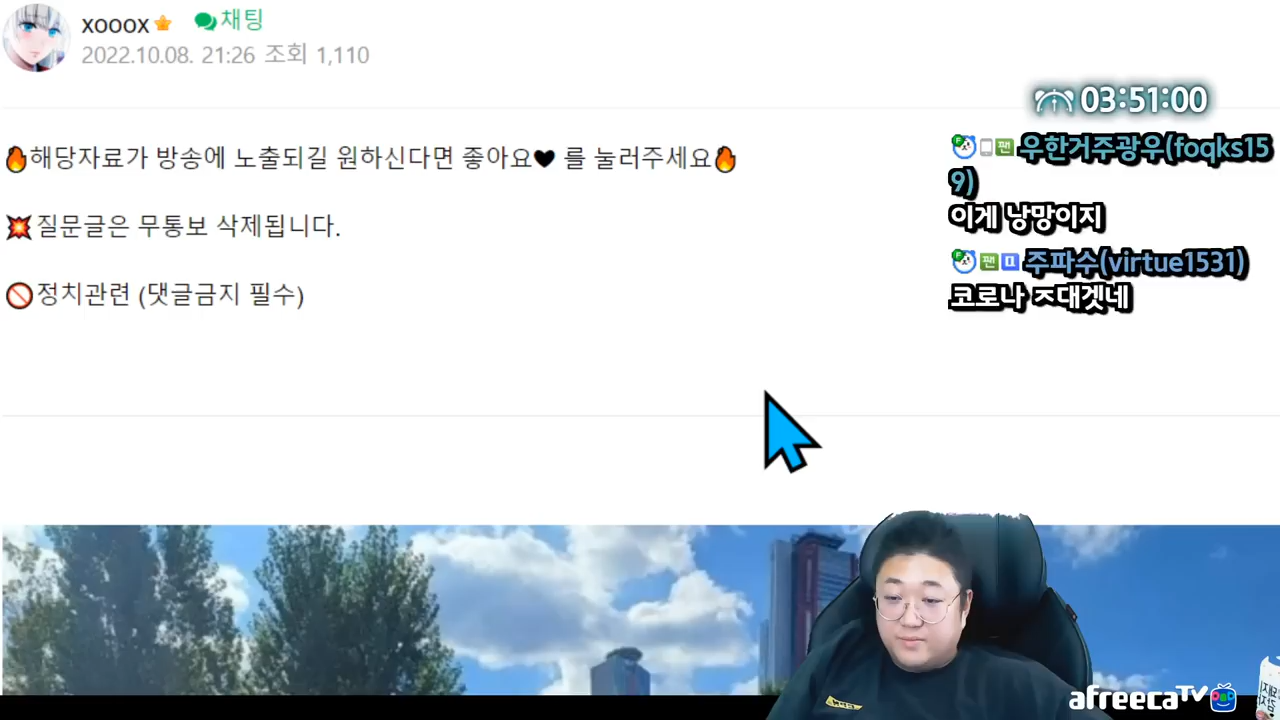 xooox 채팅
2022.10.08. 21:26 조회 1,110
03:51:00
해당자료가 방송에 노출되길 원하신다면 좋아요🖤 를 눌러주세요
질문글은 무통보 삭제됩니다.
정치관련 (댓글금지 필수)
팬 우한거주광우(foqks15
9)
이게 낭망이지
팬 주파수(virtue1531)
코로나 ㅈ대겟네
afreecaTV